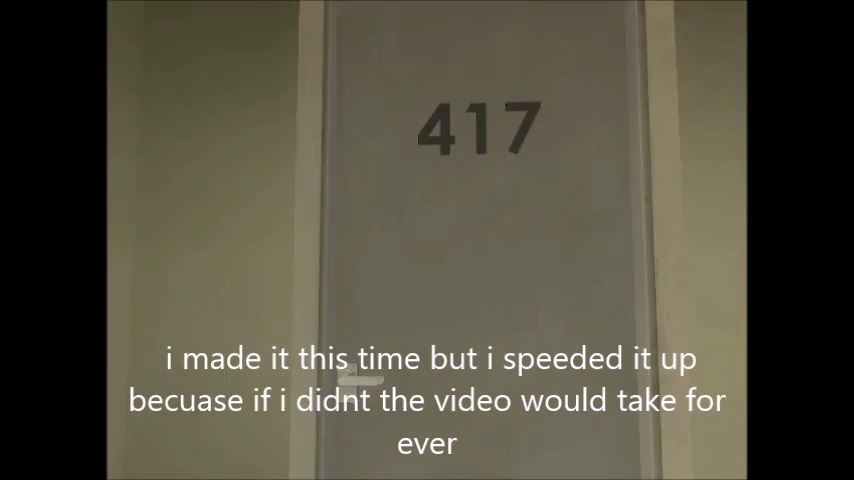 417
i made it this time but i speeded it up
becuase if i didnt the video would take for
ever